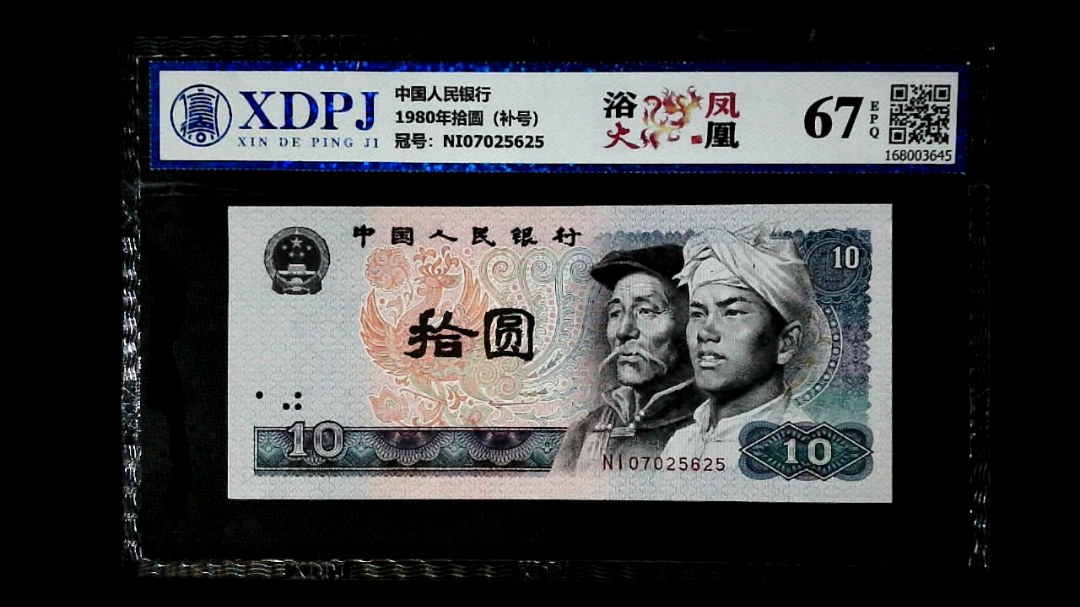 XDPJ
XIN DE PING JI
中国人民银行
1980年拾圆（补号）
冠号：NI07025625
浴火
凤凰
67
EPQ
168003645
中国人民银行
10
拾圆
10
NI07025625
10